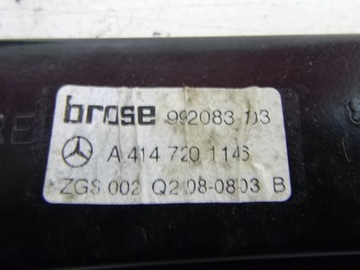 brose 992083-103
A 414 720 1146
ZGS 002 Q2 08-0803 B